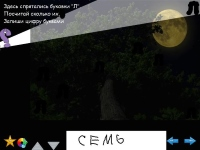 Здесь спрятались буковки "Л"
Посчитай сколько их.
Запиши цифру буквами
Л
СЕМЬ